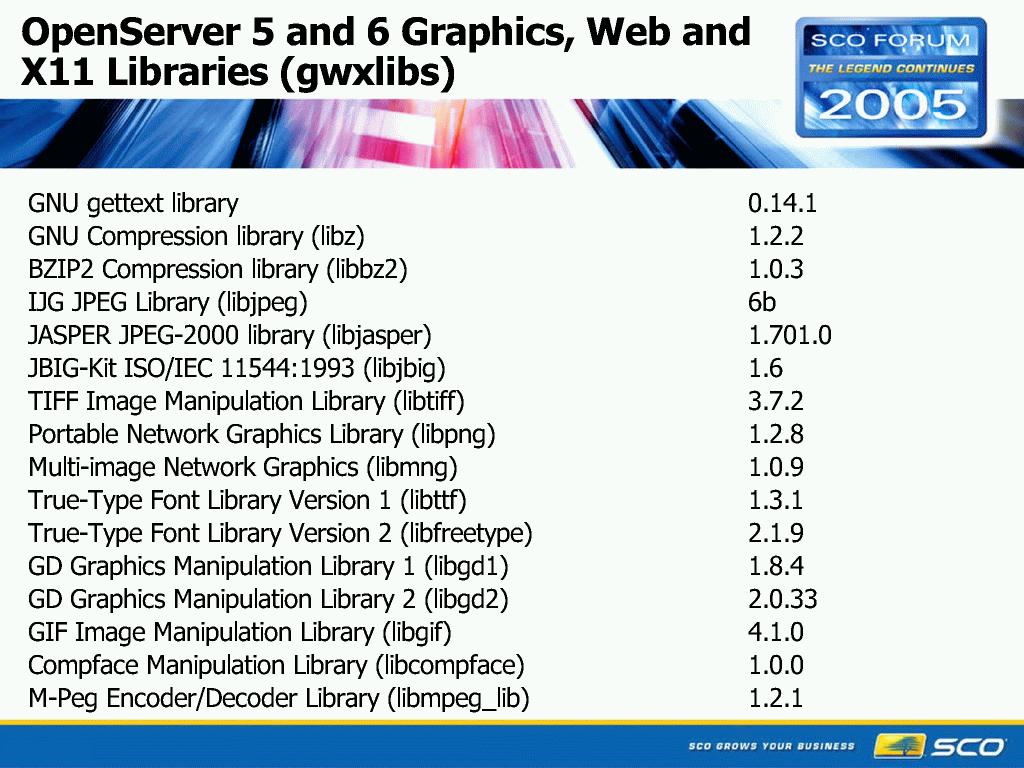 OpenServer 5 and 6 Graphics, Web and
X11 Libraries (gwxlibs)
SCO FORUM
THE LEGEND CONTINUES
2005
GNU gettext library 0.14.1
GNU Compression library (libz) 1.2.2
BZIP2 Compression library (libbz2) 1.0.3
IJG JPEG Library (libjpeg) 6b
JASPER JPEG-2000 library (libjasper) 1.701.0
JBIG-Kit ISO/IEC 11544:1993 (libjbig) 1.6
TIFF Image Manipulation Library (libtiff) 3.7.2
Portable Network Graphics Library (libpng) 1.2.8
Multi-image Network Graphics (libmng) 1.0.9
True-Type Font Library Version 1 (libttf) 1.3.1
True-Type Font Library Version 2 (libfreetype) 2.1.9
GD Graphics Manipulation Library 1 (libgd1) 1.8.4
GD Graphics Manipulation Library 2 (libgd2) 2.0.33
GIF Image Manipulation Library (libgif) 4.1.0
Compface Manipulation Library (libcompface) 1.0.0
M-Peg Encoder/Decoder Library (libmpeg_lib) 1.2.1
SCO GROWS YOUR BUSINESS
SCO